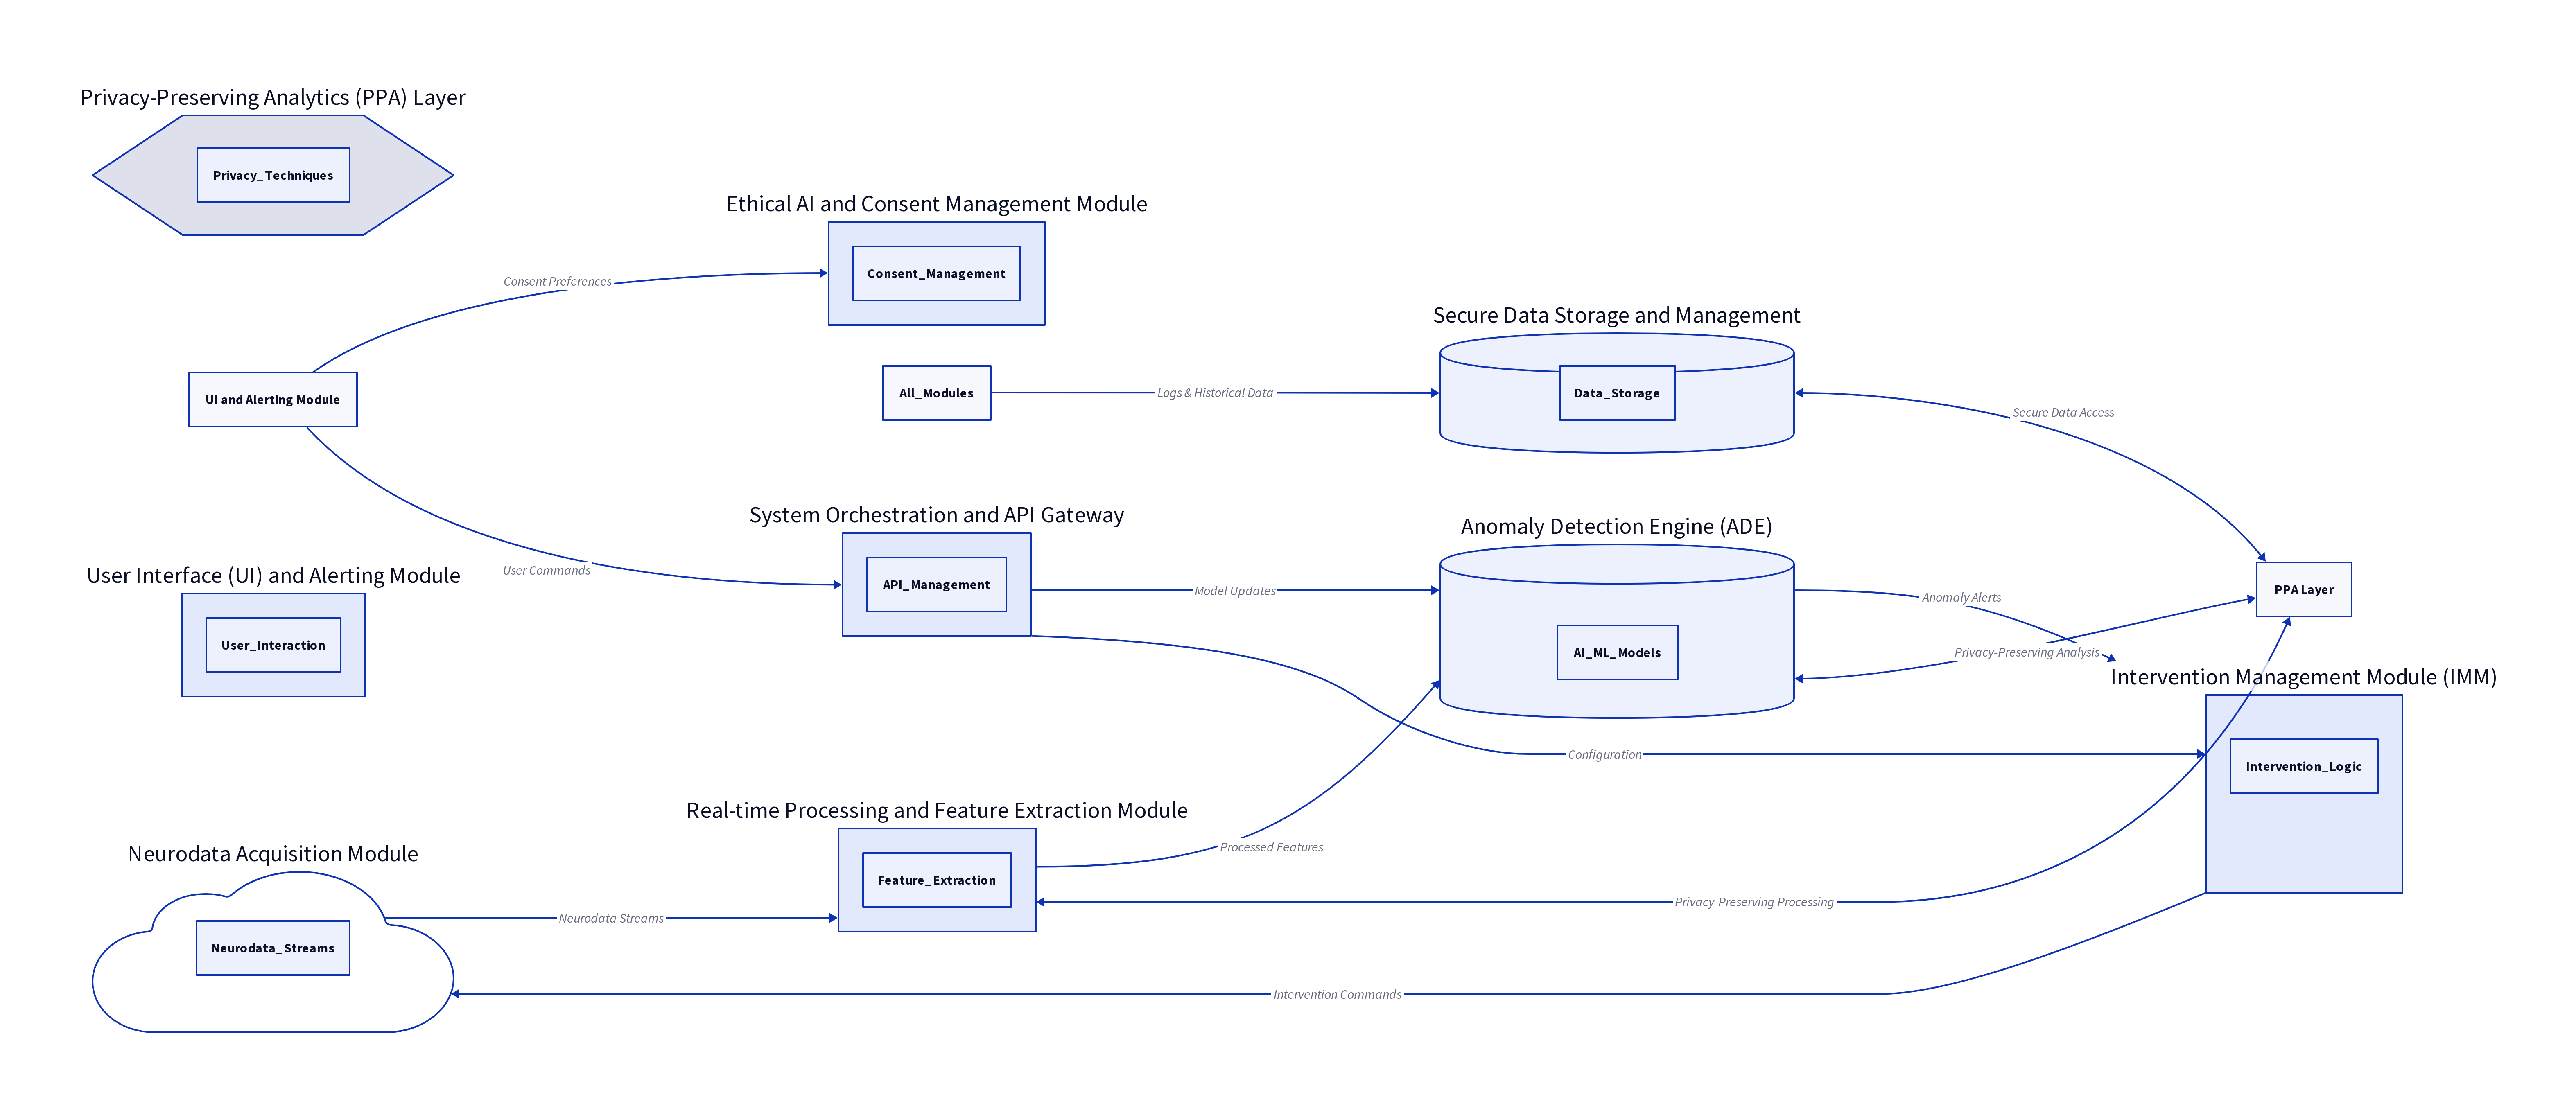 Privacy-Preserving Analytics (PPA) Layer
Privacy_Techniques
Ethical AI and Consent Management Module
Consent_Management
Consent Preferences
Secure Data Storage and Management
Data_Storage
All_Modules
Logs & Historical Data
UI and Alerting Module
Secure Data Access
System Orchestration and API Gateway
API_Management
User Commands
Model Updates
Anomaly Detection Engine (ADE)
AI_ML_Models
Anomaly Alerts
PPA Layer
Privacy-Preserving Analysis
User Interface (UI) and Alerting Module
User_Interaction
Intervention Management Module (IMM)
Intervention_Logic
Configuration
Real-time Processing and Feature Extraction Module
Feature_Extraction
Processed Features
Privacy-Preserving Processing
Neurodata Acquisition Module
Neurodata_Streams
Neurodata Streams
Intervention Commands